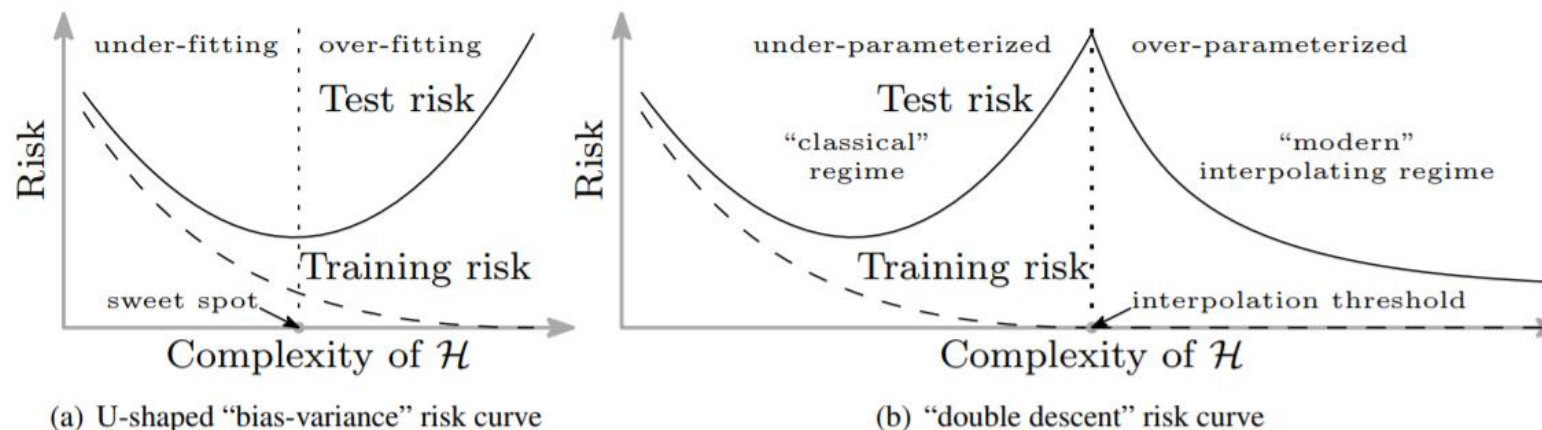 under-fitting
over-fitting
Test risk
Risk
Training risk
sweet spot
Complexity of ℋ
(a) U-shaped “bias-variance” risk curve
under-parameterized
over-parameterized
Test risk
“classical”
regime
“modern”
interpolating regime
Risk
Training risk
interpolation threshold
Complexity of ℋ
(b) “double descent” risk curve